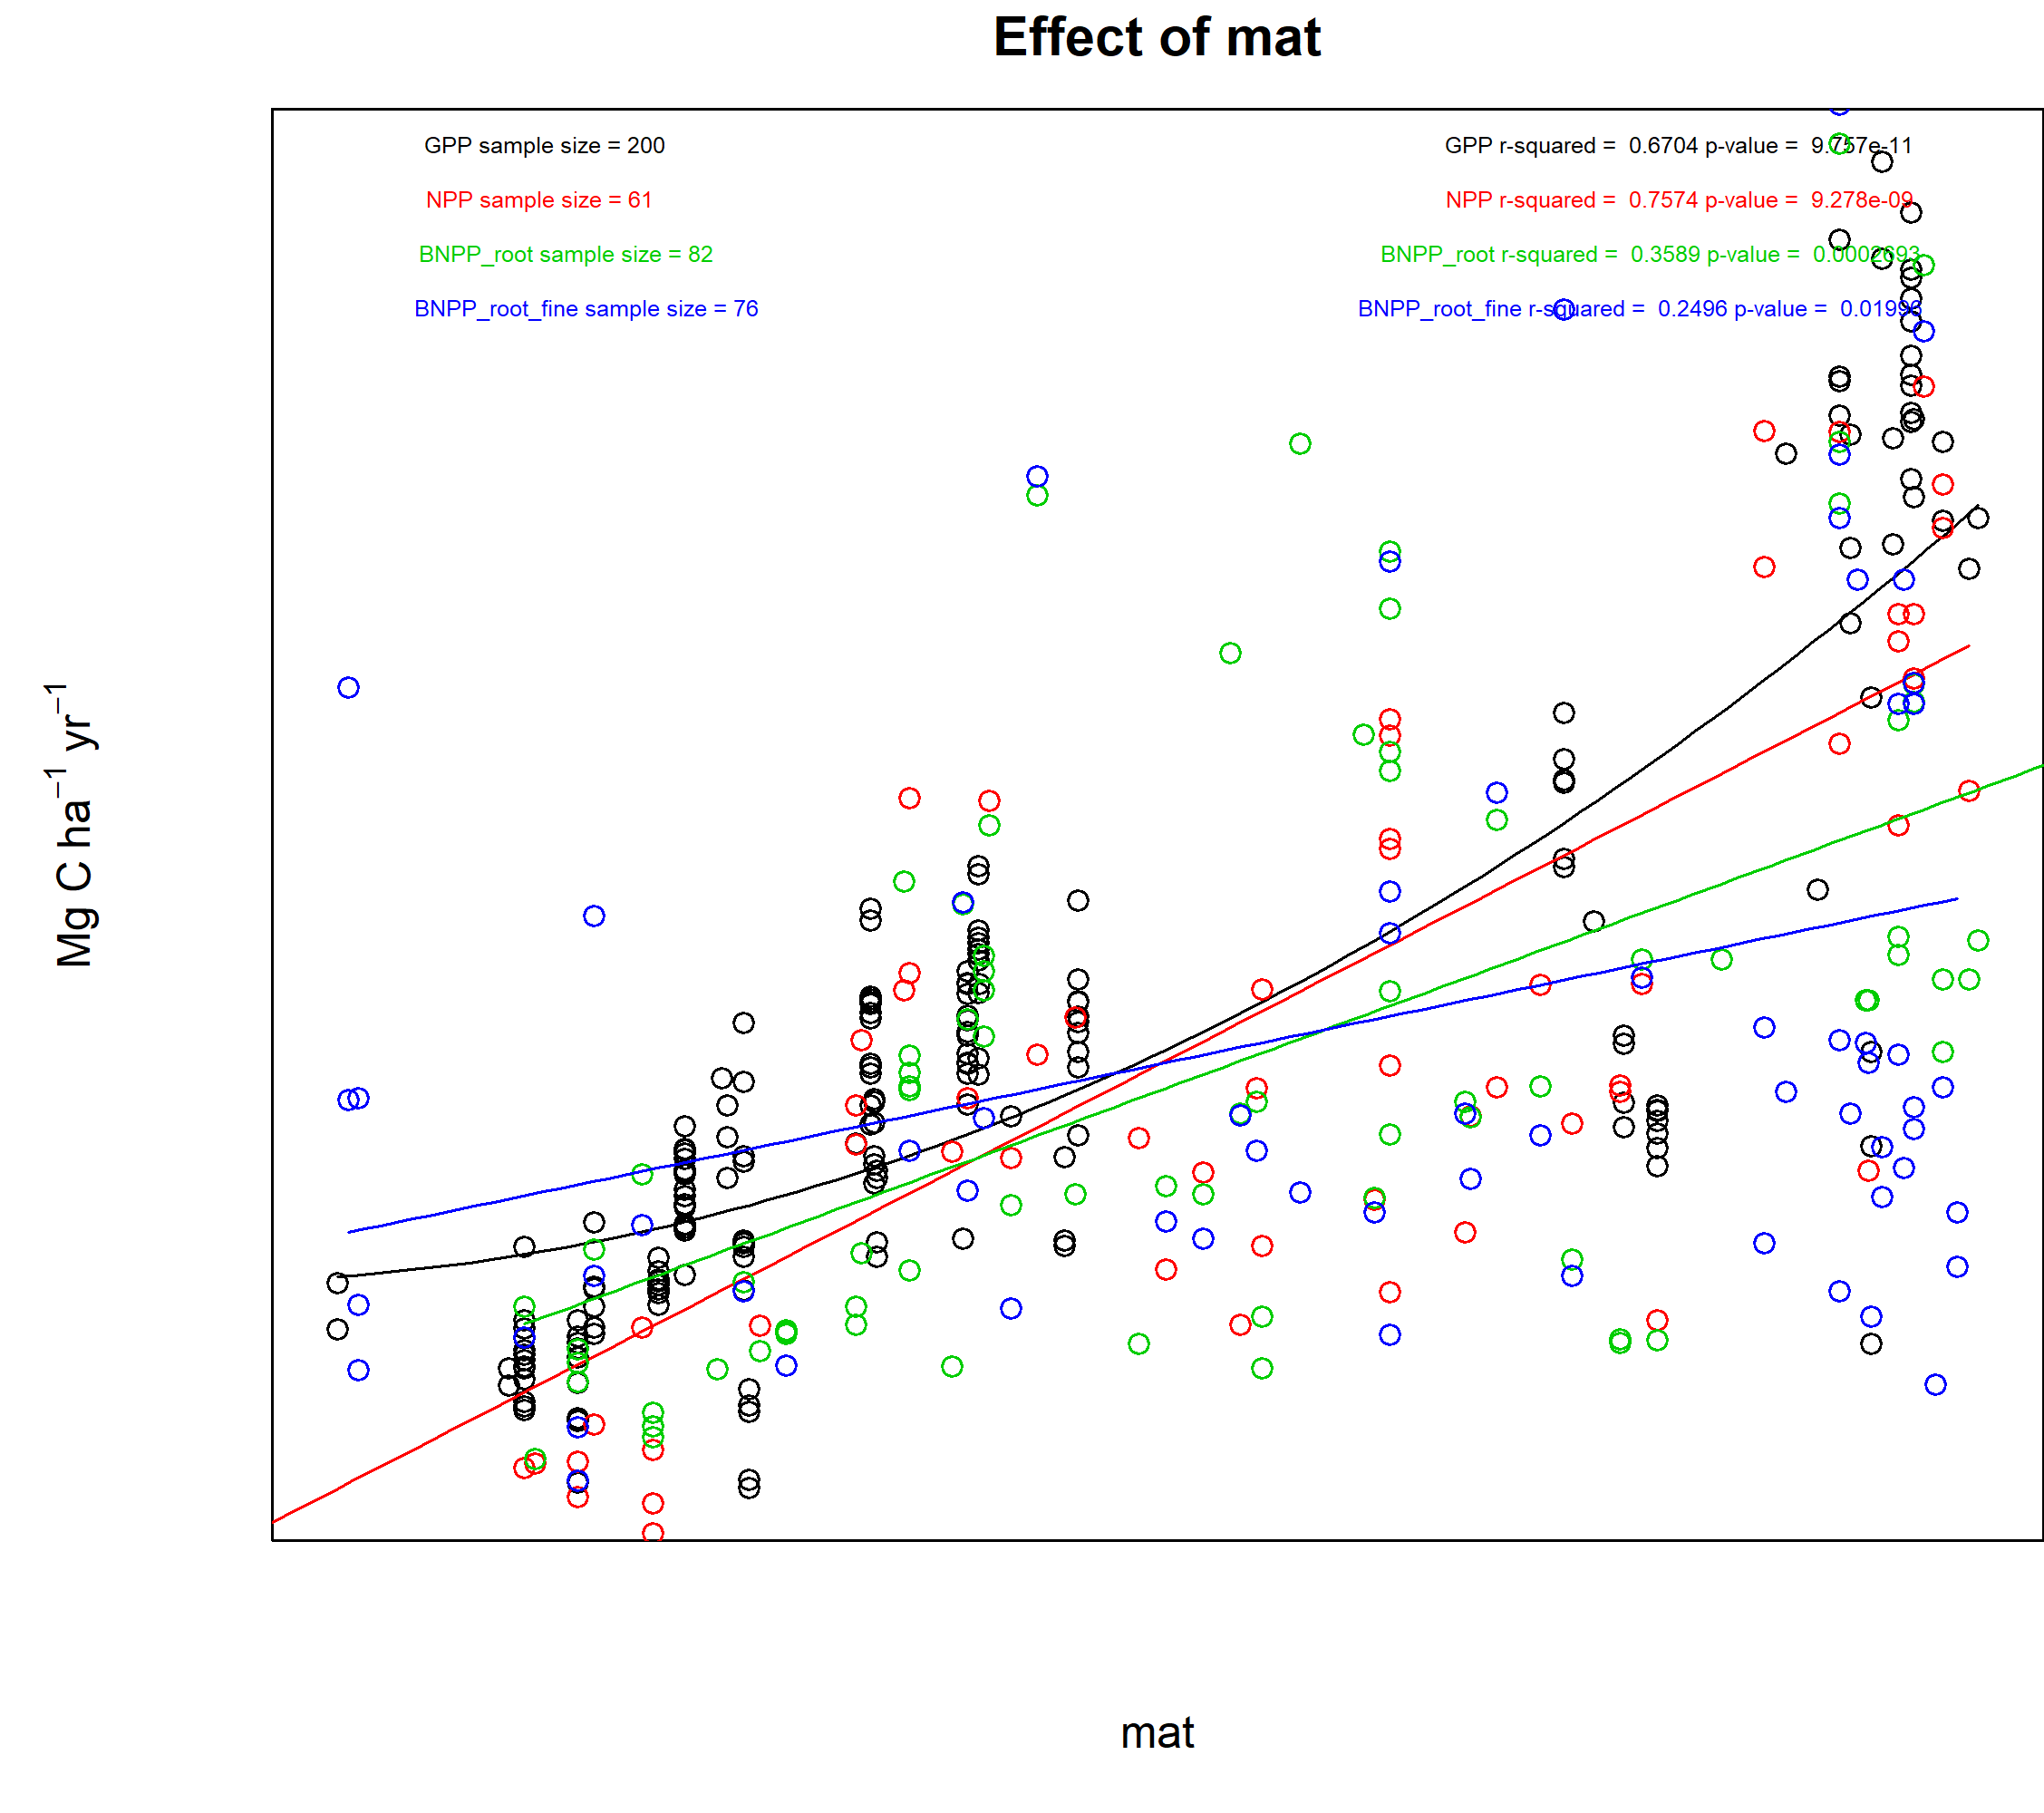 Effect of mat
GPP sample size = 200
GPP r-squared = 0.6704 p-value = 9.757e-11
NPP sample size = 61
NPP r-squared = 0.7574 p-value = 9.278e-09
BNPP_root sample size = 82
BNPP_root r-squared = 0.3589 p-value = 0.0002693
BNPP_root_fine sample size = 76
BNPP_root_fine r-squared = 0.2496 p-value =
Mg C ha⁻¹ yr⁻¹
mat